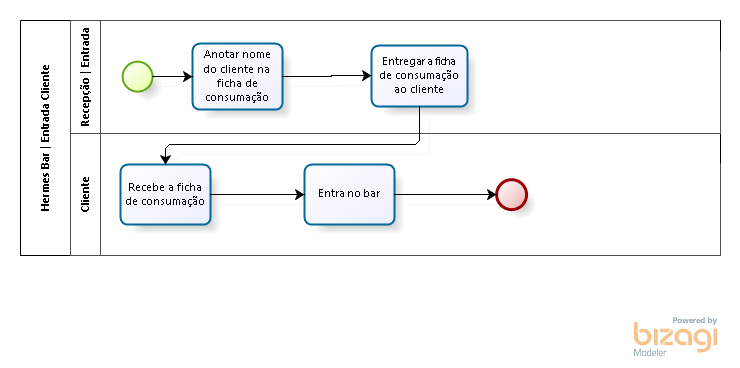 Hermes Bar | Entrada Cliente
Recepção | Entrada
Anotar nome
do cliente na
ficha de
consumação
Entregar a ficha
de consumação
ao cliente
Cliente
Recebe a ficha
de consumação
Entra no bar
Powered by
bizagi
Modeler